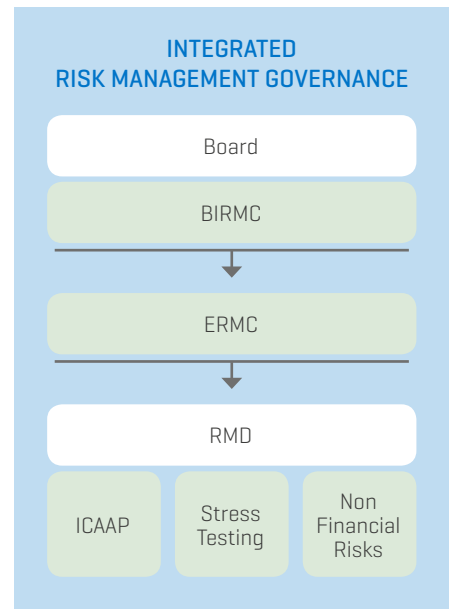 INTEGRATED
RISK MANAGEMENT GOVERNANCE
Board
BIRMC
ERMC
RMD
ICAAP
Stress
Testing
Non
Financial
Risks